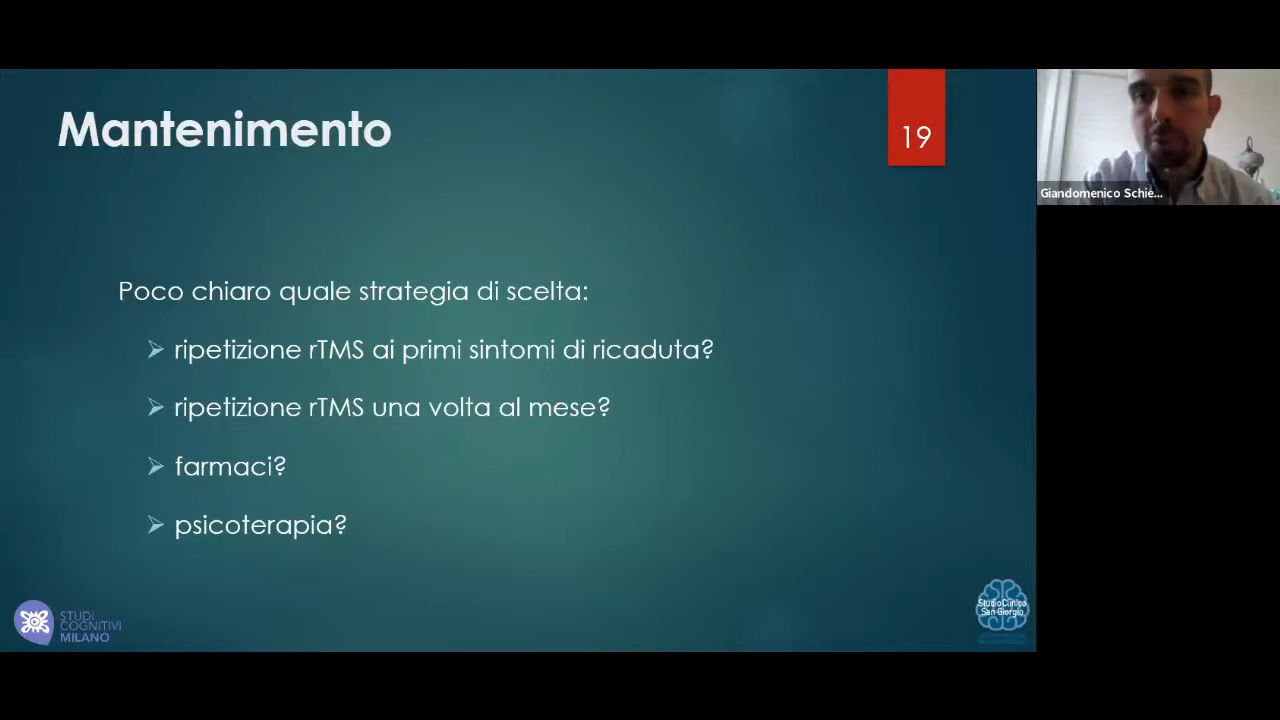 Mantenimento
19
Giandomenico Schie...
Poco chiaro quale strategia di scelta:
ripetizione rTMS ai primi sintomi di ricaduta?
ripetizione rTMS una volta al mese?
farmaci?
psicoterapia?
STUDI
COGNITIVI
MILANO
StudioClinico
San Giorgio